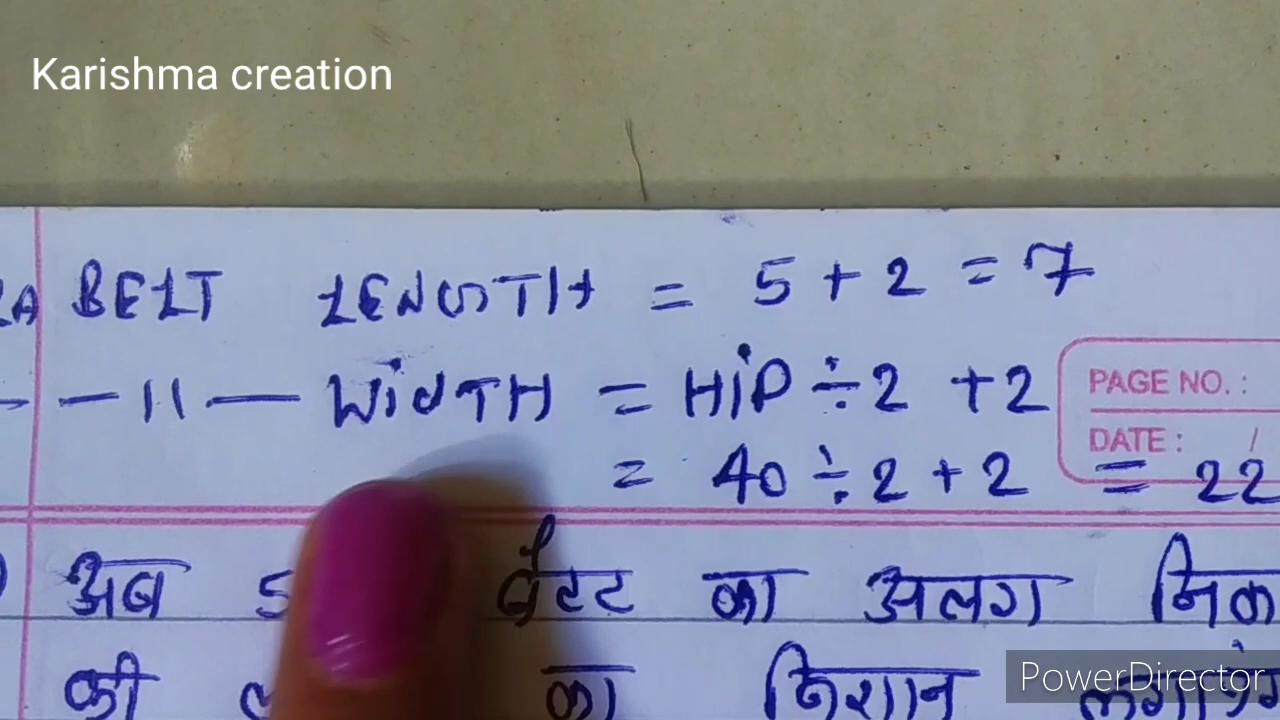 Karishma creation
BELT LENGTH = 5 + 2 = 7
— 11 — WiDTH = HiP ÷ 2 + 2
PAGE NO. :
DATE : /
= 40 ÷ 2 + 2 = 22
अब 5 का अलग
की का निशान
PowerDirector